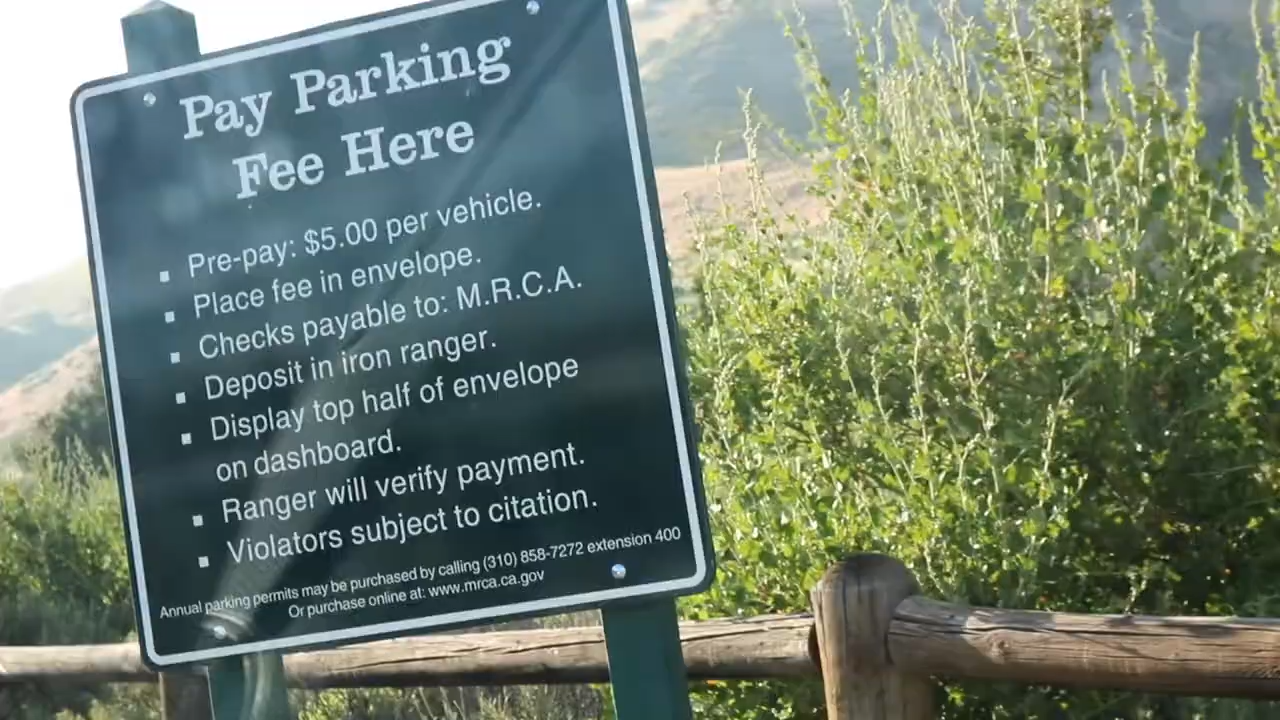 Pay Parking
Fee Here
▪ Pre-pay: $5.00 per vehicle.
▪ Place fee in envelope.
▪ Checks payable to: M.R.C.A.
▪ Deposit in iron ranger.
▪ Display top half of envelope
on dashboard.
▪ Ranger will verify payment.
▪ Violators subject to citation.
Annual parking permits may be purchased by calling (310) 858-7272 extension 400
Or purchase online at: www.mrca.ca.gov